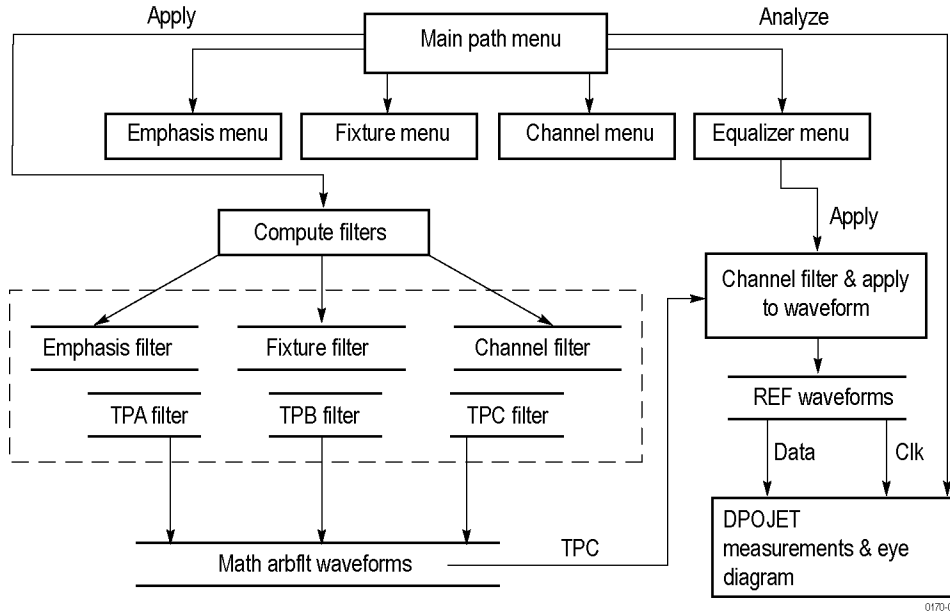 Apply
Main path menu
Analyze
Emphasis menu
Fixture menu
Channel menu
Equalizer menu
Compute filters
Apply
Channel filter & apply
to waveform
Emphasis filter
Fixture filter
Channel filter
TPA filter
TPB filter
TPC filter
REF waveforms
Data
Clk
Math arbflt waveforms
TPC
DPOJET
measurements & eye
diagram